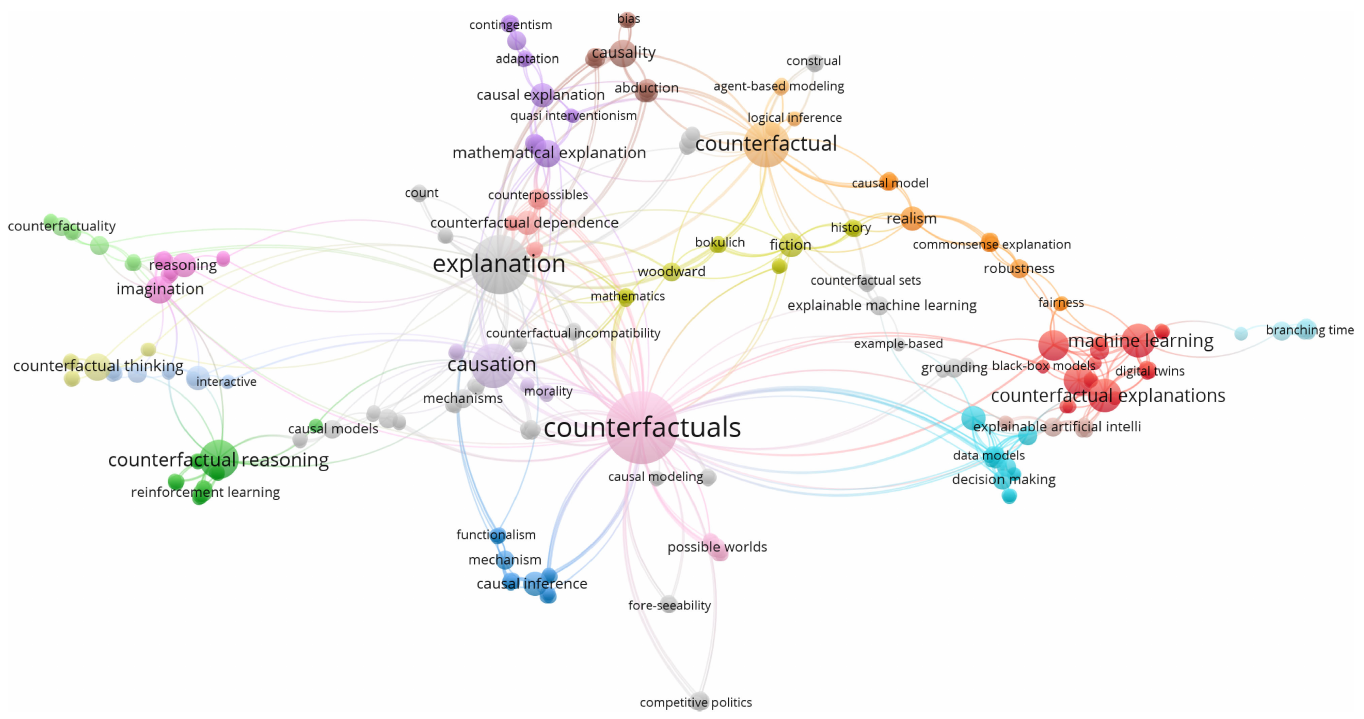 bias
contingentism
causality
adaptation
construal
abduction
agent-based modeling
causal explanation
quasi interventionism
logical inference
counterfactual
mathematical explanation
causal model
count
counterpossibles
realism
counterfactual dependence
counterfactuality
history
bokulich
fiction
commonsense explanation
reasoning
explanation
woodward
robustness
counterfactual sets
imagination
mathematics
fairness
explainable machine learning
branching time
counterfactual incompatibility
machine learning
example-based
counterfactual thinking
causation
grounding
black-box models
digital twins
interactive
morality
counterfactual explanations
mechanisms
causal models
counterfactuals
explainable artificial intelli
data models
counterfactual reasoning
causal modeling
decision making
reinforcement learning
functionalism
possible worlds
mechanism
causal inference
fore-seeability
competitive politics